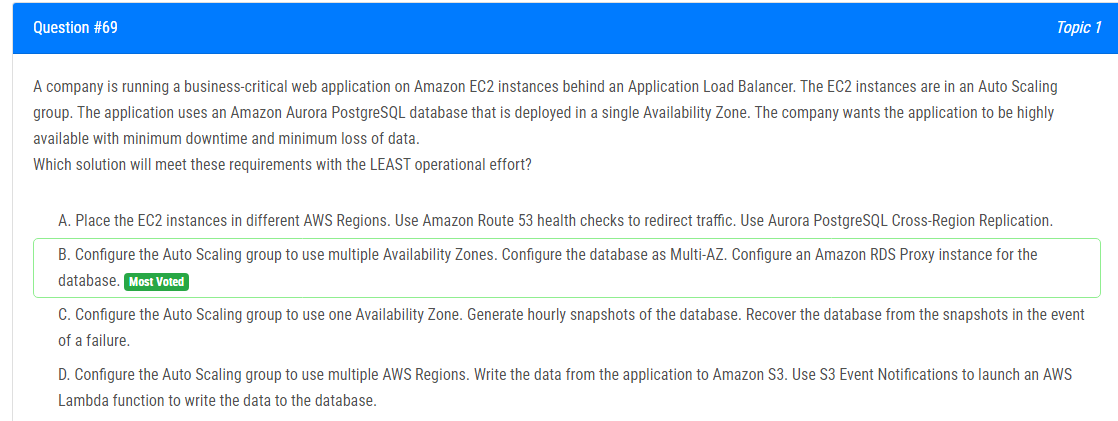 Question #69
Topic 1
A company is running a business-critical web application on Amazon EC2 instances behind an Application Load Balancer. The EC2 instances are in an Auto Scaling
group. The application uses an Amazon Aurora PostgreSQL database that is deployed in a single Availability Zone. The company wants the application to be highly
available with minimum downtime and minimum loss of data.
Which solution will meet these requirements with the LEAST operational effort?
A. Place the EC2 instances in different AWS Regions. Use Amazon Route 53 health checks to redirect traffic. Use Aurora PostgreSQL Cross-Region Replication.
B. Configure the Auto Scaling group to use multiple Availability Zones. Configure the database as Multi-AZ. Configure an Amazon RDS Proxy instance for the
database. Most Voted
C. Configure the Auto Scaling group to use one Availability Zone. Generate hourly snapshots of the database. Recover the database from the snapshots in the event
of a failure.
D. Configure the Auto Scaling group to use multiple AWS Regions. Write the data from the application to Amazon S3. Use S3 Event Notifications to launch an AWS
Lambda function to write the data to the database.